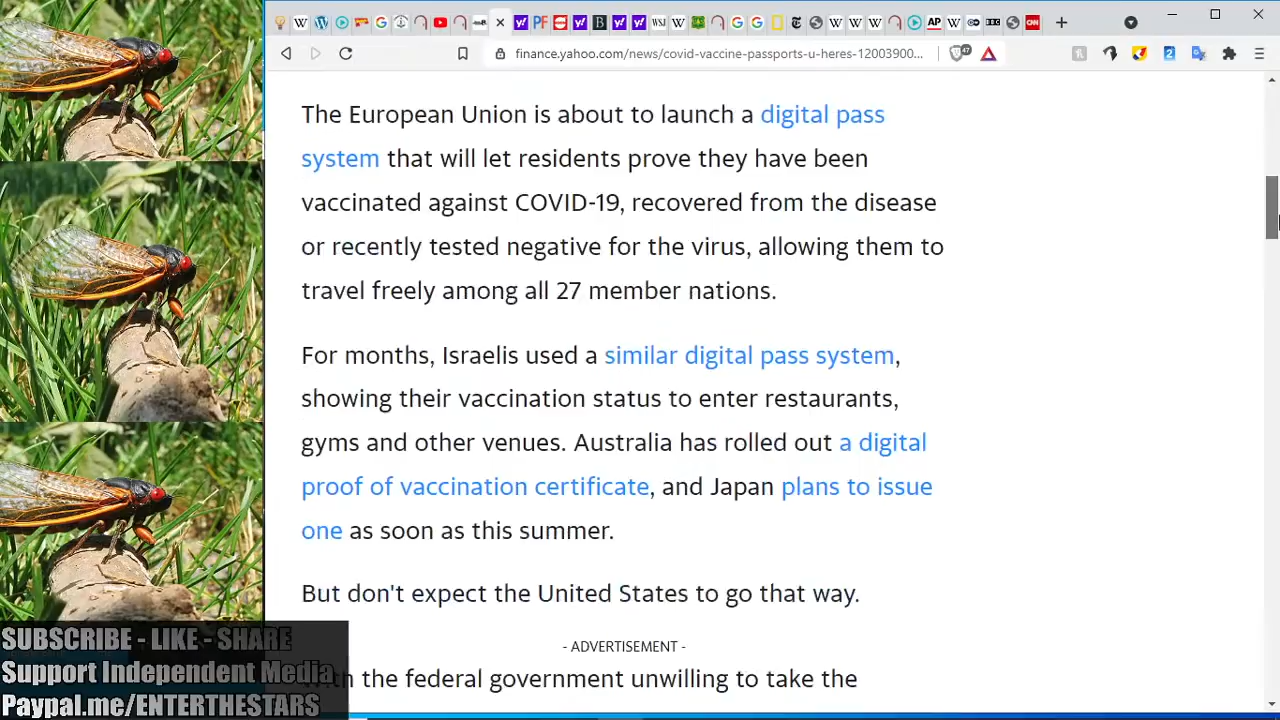 finance.yahoo.com/news/covid-vaccine-passports-u-heres-12003900...
The European Union is about to launch a digital pass
system that will let residents prove they have been
vaccinated against COVID-19, recovered from the disease
or recently tested negative for the virus, allowing them to
travel freely among all 27 member nations.
For months, Israelis used a similar digital pass system,
showing their vaccination status to enter restaurants,
gyms and other venues. Australia has rolled out a digital
proof of vaccination certificate, and Japan plans to issue
one as soon as this summer.
But don't expect the United States to go that way.
- ADVERTISEMENT -
the federal government unwilling to take the
SUBSCRIBE - LIKE - SHARE
Support Independent Media
Paypal.me/ENTERTHESTARS